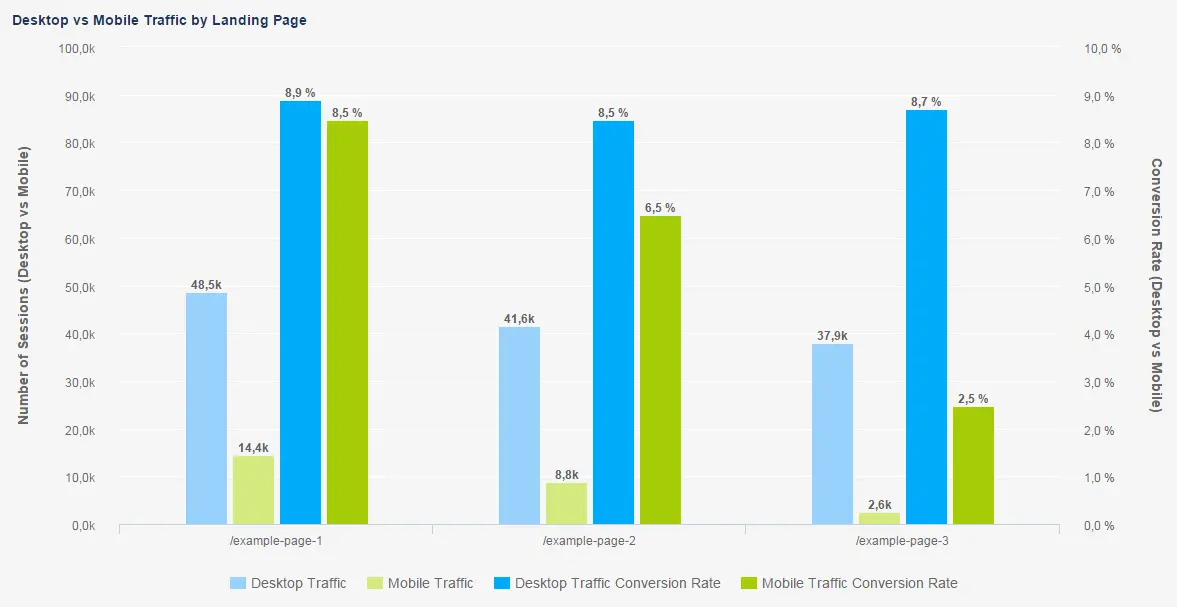 Desktop vs Mobile Traffic by Landing Page
Number of Sessions (Desktop vs Mobile)
100,0k
90,0k
80,0k
70,0k
60,0k
50,0k
40,0k
30,0k
20,0k
10,0k
0,0k
48,5k
14,4k
8,9 %
8,5 %
41,6k
8,8k
8,5 %
6,5 %
37,9k
2,6k
8,7 %
2,5 %
10,0 %
9,0 %
8,0 %
7,0 %
6,0 %
5,0 %
4,0 %
3,0 %
2,0 %
1,0 %
0,0 %
Conversion Rate (Desktop vs Mobile)
/example-page-1
/example-page-2
/example-page-3
Desktop Traffic
Mobile Traffic
Desktop Traffic Conversion Rate
Mobile Traffic Conversion Rate